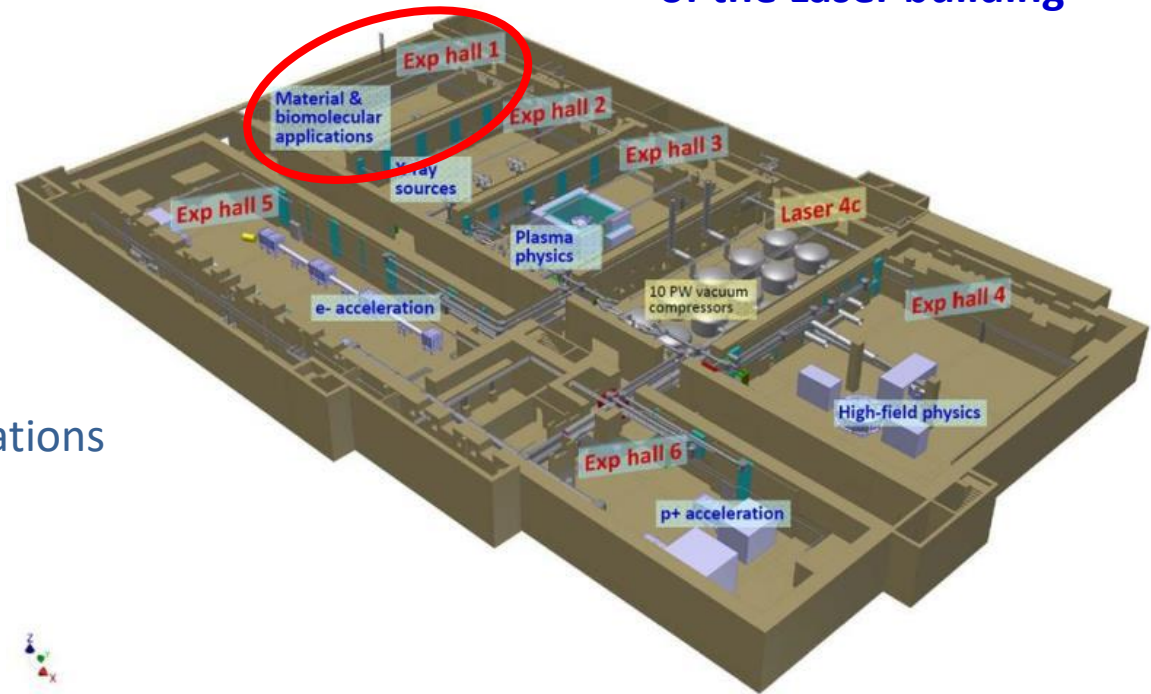 of the Laser building
Exp hall 1
Material &
biomolecular
applications
Exp hall 2
sources
Exp hall 3
Exp hall 5
Plasma
physics
Laser 4c
10 PW vacuum
compressors
e- acceleration
Exp hall 4
High-field physics
Exp hall 6
p+ acceleration
ations
Z
Y
X